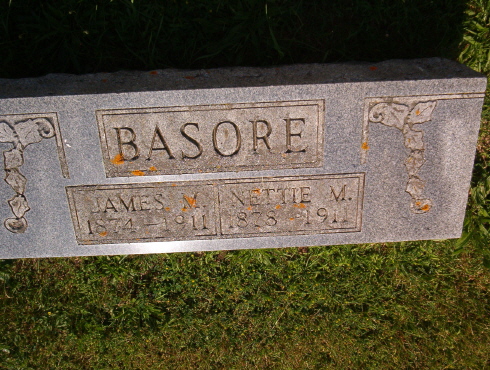 BASORE
JAMES M. NETTIE M.
1874 - 1911 1878 - 1911